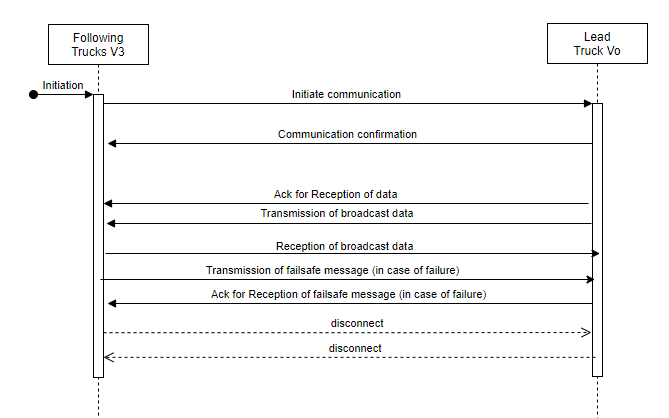 Following
Trucks V3
Lead
Truck Vo
Initiation
Initiate communication
Communication confirmation
Ack for Reception of data
Transmission of broadcast data
Reception of broadcast data
Transmission of failsafe message (in case of failure)
Ack for Reception of failsafe message (in case of failure)
disconnect
disconnect